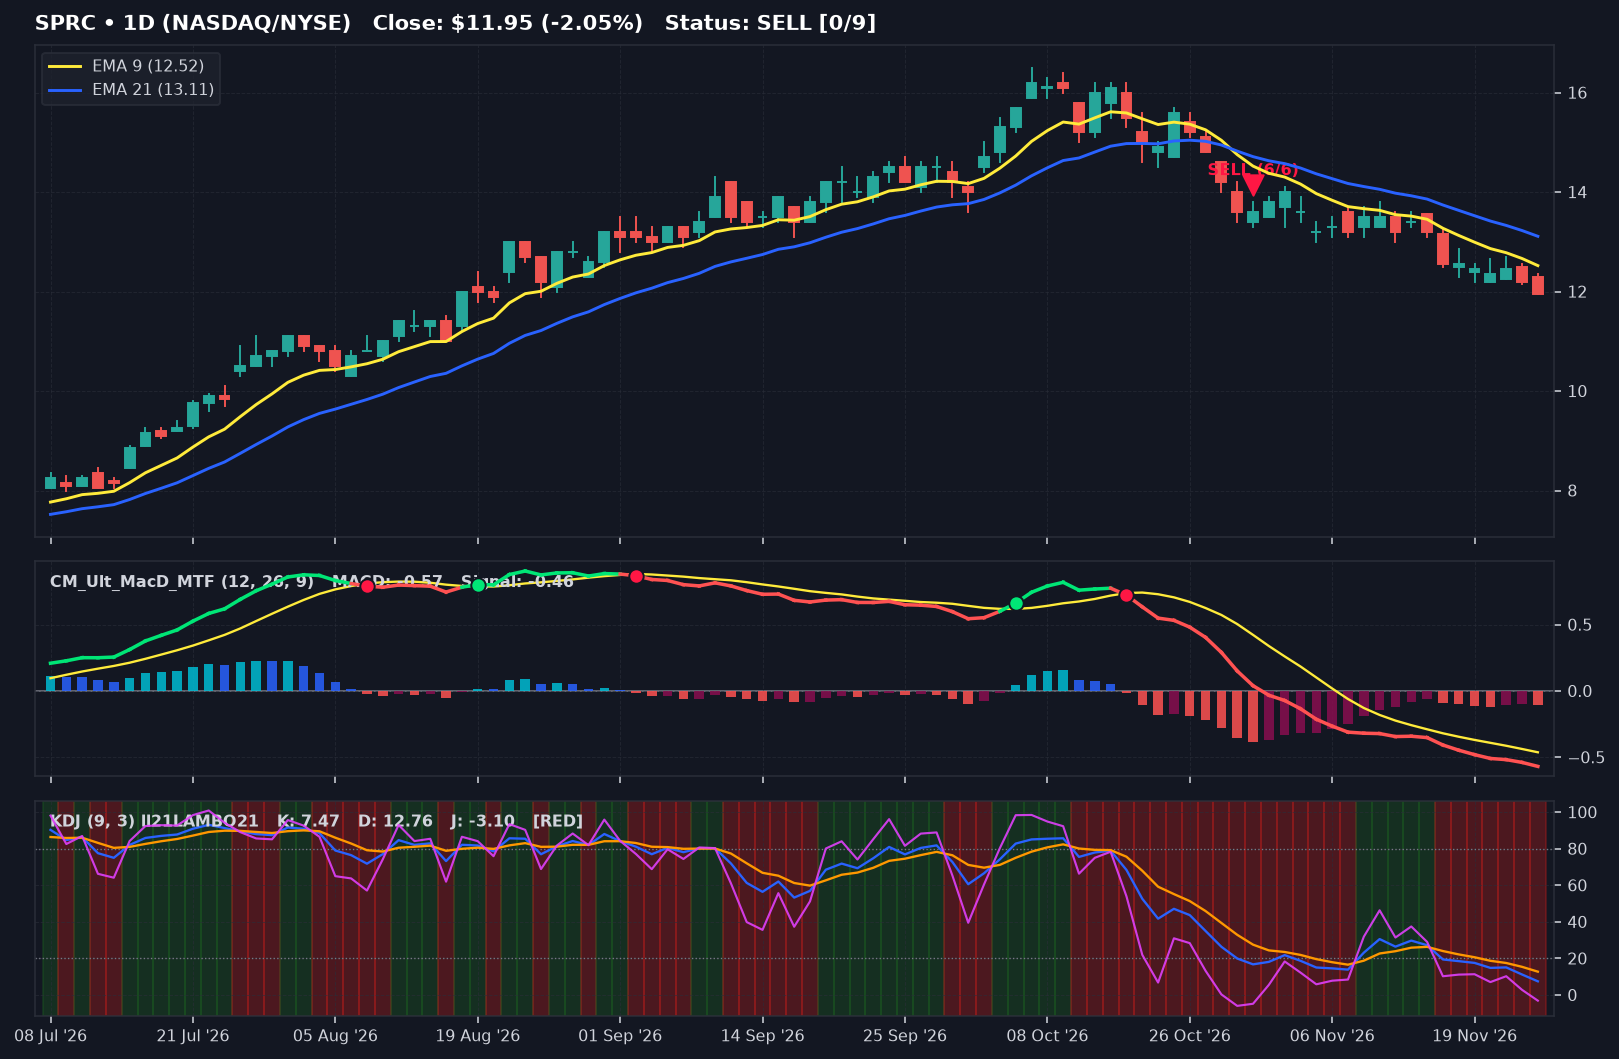 SPRC • 1D (NASDAQ/NYSE)   Close: $11.95 (-2.05%)   Status: SELL [0/9]
EMA 9 (12.52)
EMA 21 (13.11)
SELL (6/6)
16
14
12
10
8
CM_Ult_MacD_MTF (12, 26, 9)   MACD: -0.57   Signal: -0.46
0.5
0.0
−0.5
KDJ (9, 3) II21LAMBO21   K: 7.47   D: 12.76   J: -3.10   [RED]
100
80
60
40
20
0
08 Jul '26
21 Jul '26
05 Aug '26
19 Aug '26
01 Sep '26
14 Sep '26
25 Sep '26
08 Oct '26
26 Oct '26
06 Nov '26
19 Nov '26